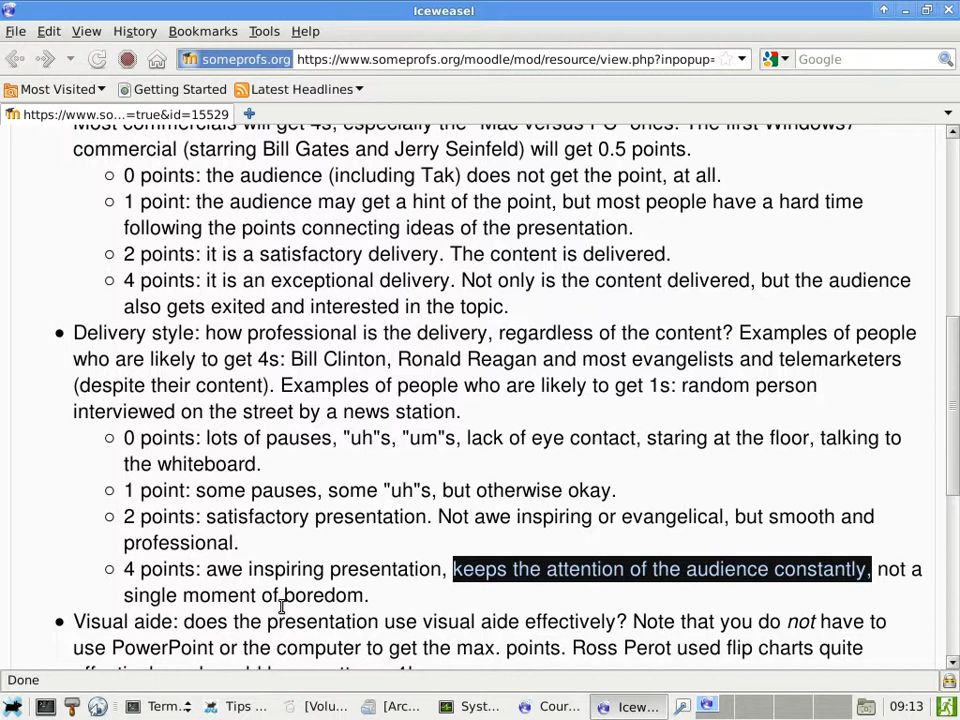 Iceweasel
File Edit View History Bookmarks Tools Help
someprofs.org https://www.someprofs.org/moodle/mod/resource/view.php?inpopup= Google
Most Visited Getting Started Latest Headlines
https://www.so...=true&id=15529
Most commercials will get 4s, especially the "Mac versus PC" ones. The first Windows7
commercial (starring Bill Gates and Jerry Seinfeld) will get 0.5 points.
0 points: the audience (including Tak) does not get the point, at all.
1 point: the audience may get a hint of the point, but most people have a hard time
following the points connecting ideas of the presentation.
2 points: it is a satisfactory delivery. The content is delivered.
4 points: it is an exceptional delivery. Not only is the content delivered, but the audience
also gets exited and interested in the topic.
Delivery style: how professional is the delivery, regardless of the content? Examples of people
who are likely to get 4s: Bill Clinton, Ronald Reagan and most evangelists and telemarketers
(despite their content). Examples of people who are likely to get 1s: random person
interviewed on the street by a news station.
0 points: lots of pauses, "uh"s, "um"s, lack of eye contact, staring at the floor, talking to
the whiteboard.
1 point: some pauses, some "uh"s, but otherwise okay.
2 points: satisfactory presentation. Not awe inspiring or evangelical, but smooth and
professional.
4 points: awe inspiring presentation, keeps the attention of the audience constantly, not a
single moment of boredom.
Visual aide: does the presentation use visual aide effectively? Note that you do not have to
use PowerPoint or the computer to get the max. points. Ross Perot used flip charts quite
Done
Term... Tips ... [Volu... [Arc... Syst... Cour... Icew... 09:13